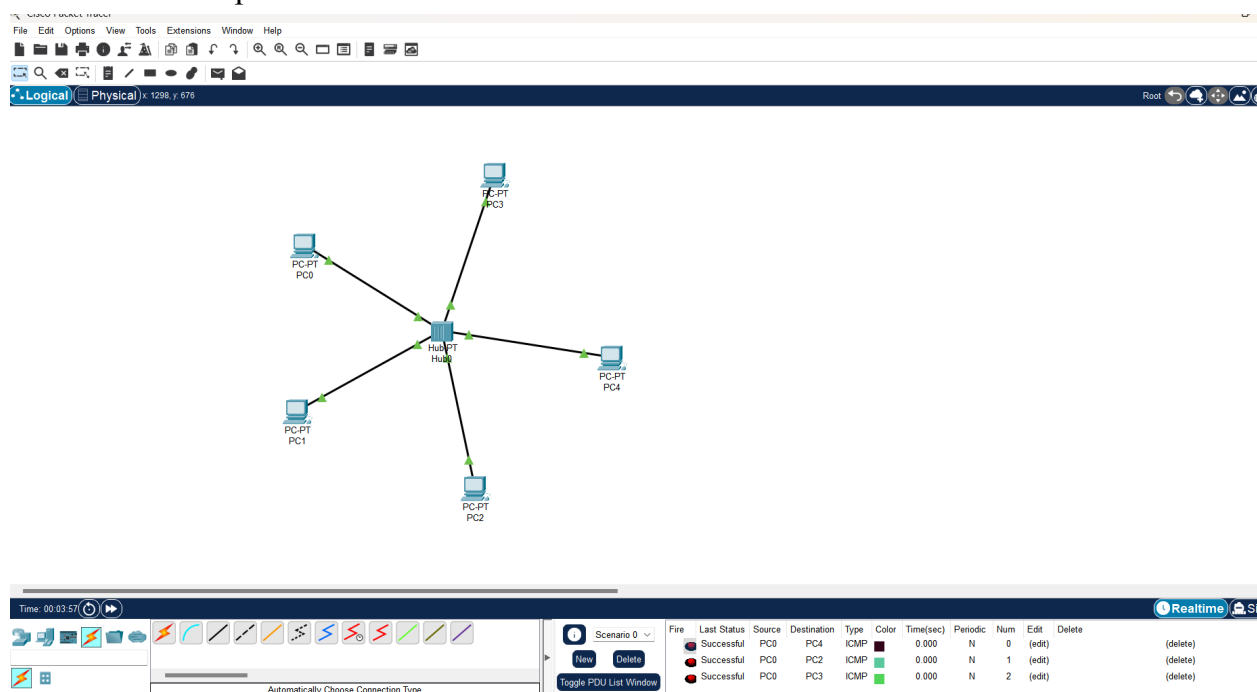 Cisco Packet Tracer
File Edit Options View Tools Extensions Window Help
Logical Physical x: 1298, y: 676 Root
PC-PT
PC3
PC-PT
PC0
Hub-PT
Hub0
PC-PT
PC4
PC-PT
PC1
PC-PT
PC2
Time: 00:03:57 Realtime
Scenario 0
New Delete
Toggle PDU List Window
Automatically Choose Connection Type
Fire Last Status Source Destination Type Color Time(sec) Periodic Num Edit Delete
Successful PC0 PC4 ICMP 0.000 N 0 (edit) (delete)
Successful PC0 PC2 ICMP 0.000 N 1 (edit) (delete)
Successful PC0 PC3 ICMP 0.000 N 2 (edit) (delete)